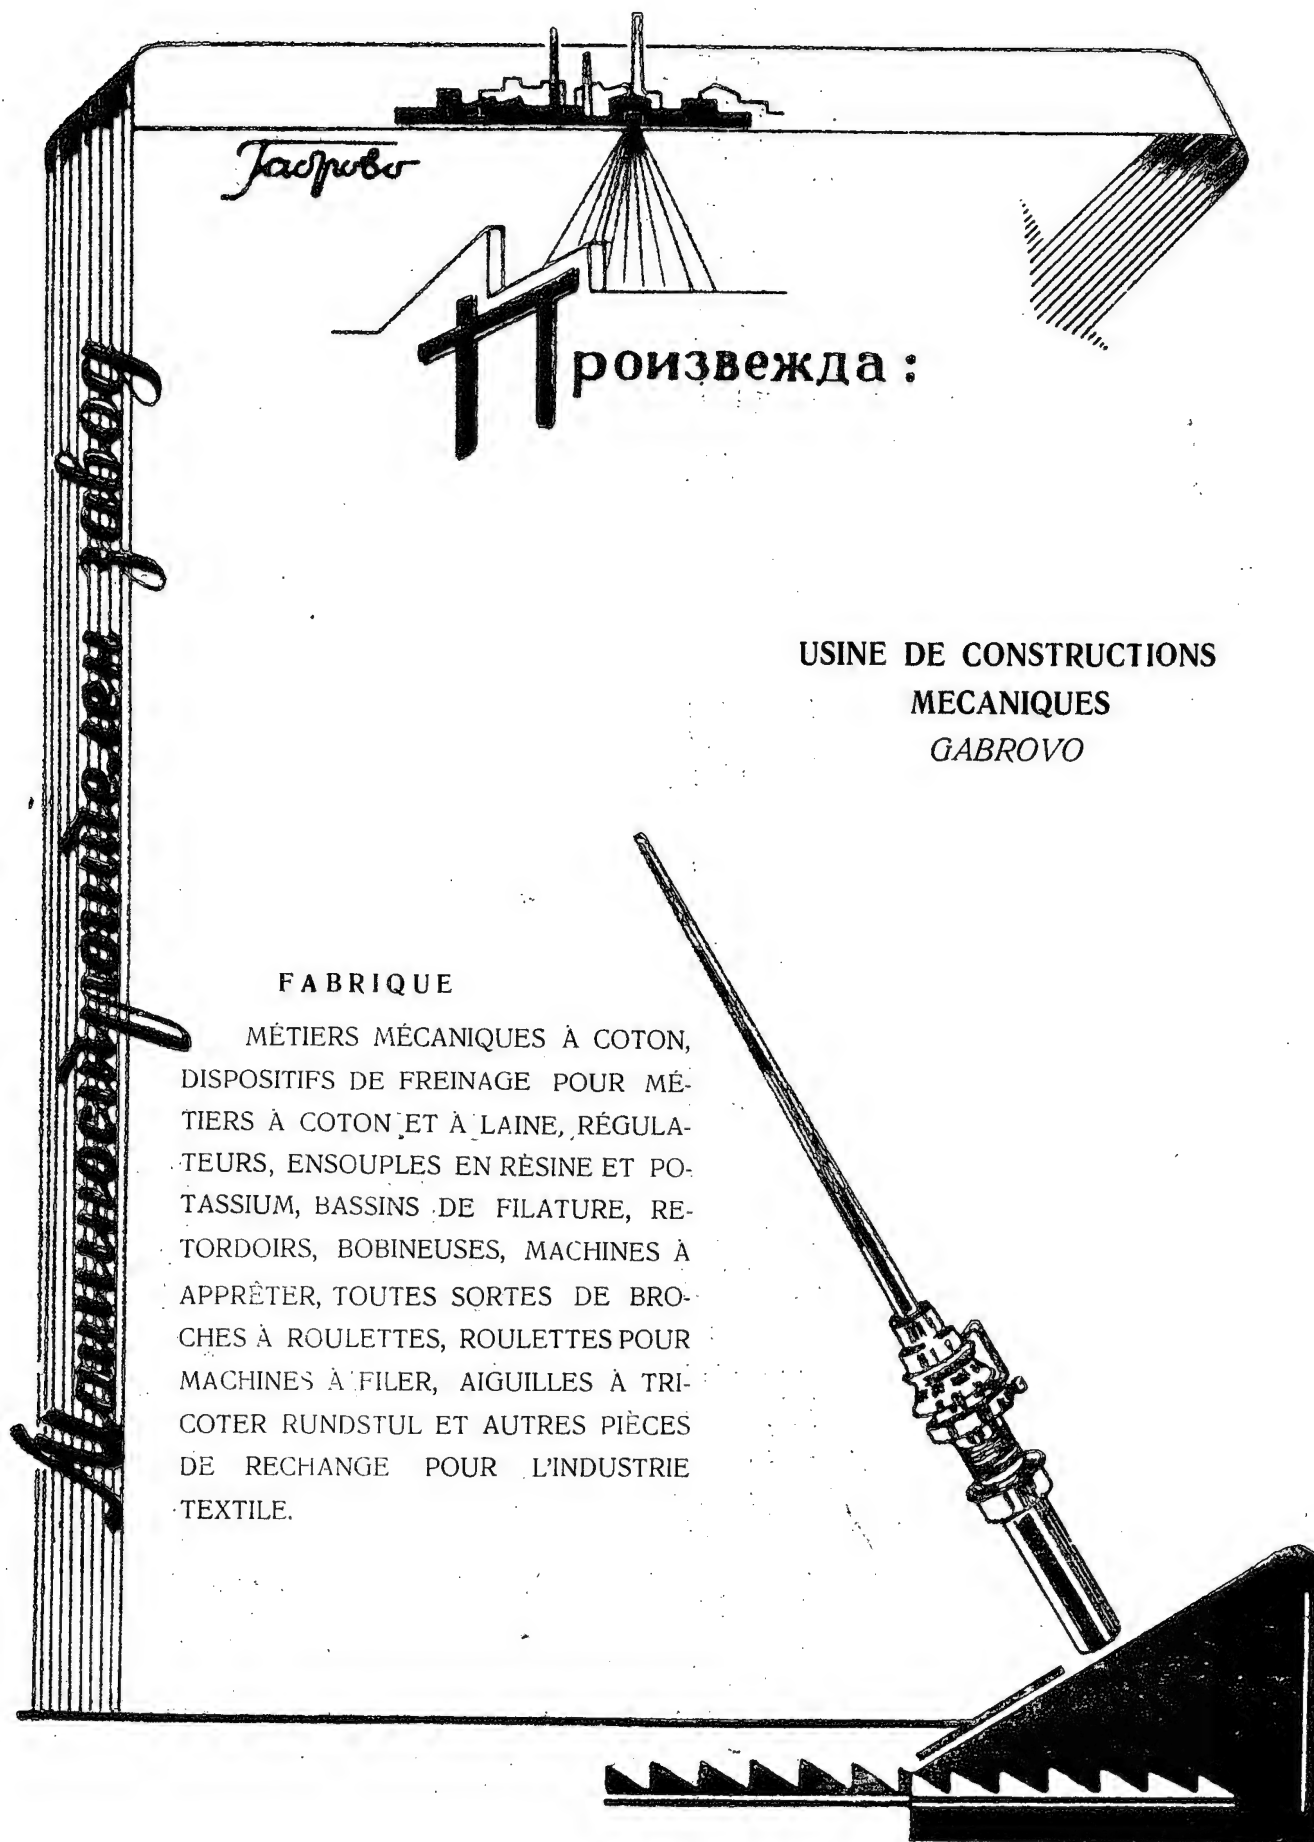 Габрово
Произвежда:
Машиностроителен завод
USINE DE CONSTRUCTIONS
MECANIQUES
GABROVO
FABRIQUE
MÉTIERS MÉCANIQUES À COTON,
DISPOSITIFS DE FREINAGE POUR MÉ-
TIERS À COTON ET À LAINE, RÉGULA-
TEURS, ENSOUPLES EN RÉSINE ET PO-
TASSIUM, BASSINS DE FILATURE, RE-
TORDOIRS, BOBINEUSES, MACHINES À
APPRÊTER, TOUTES SORTES DE BRO-
CHES À ROULETTES, ROULETTES POUR
MACHINES À FILER, AIGUILLES À TRI-
COTER RUNDSTUL ET AUTRES PIÈCES
DE RECHANGE POUR L'INDUSTRIE
TEXTILE.